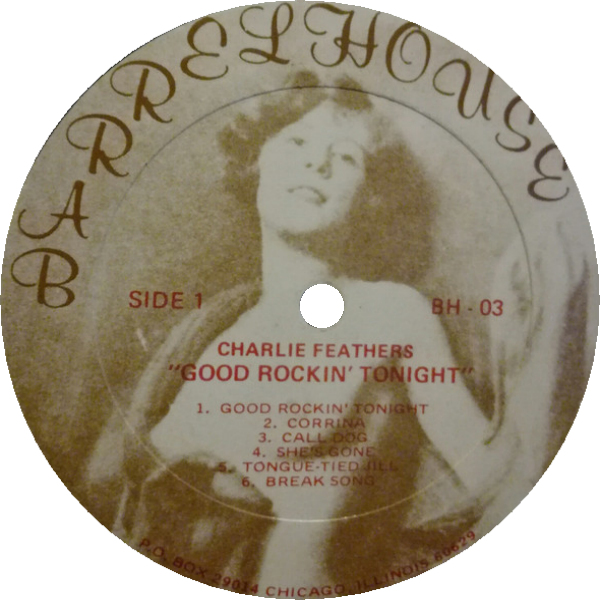 BARRELHOUSE
SIDE 1
BH - 03
CHARLIE FEATHERS
"GOOD ROCKIN' TONIGHT"
1. GOOD ROCKIN' TONIGHT
2. CORRINA
3. CALL DOG
4. SHE'S GONE
5. TONGUE-TIED JILL
6. BREAK SONG
P.O. BOX 29014 CHICAGO, ILLINOIS 60629